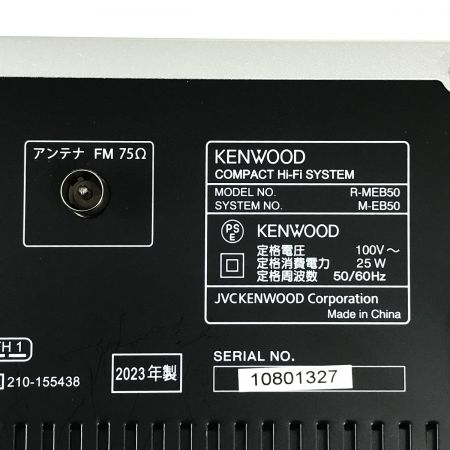 アンテナ FM 75Ω
KENWOOD
COMPACT Hi-Fi SYSTEM
MODEL NO. R-MEB50
SYSTEM NO. M-EB50
PS
E
KENWOOD
定格電圧 100V～
定格消費電力 25 W
定格周波数 50/60Hz
JVCKENWOOD Corporation
Made in China
TH 1
210-155438
2023年製
SERIAL NO.
10801327